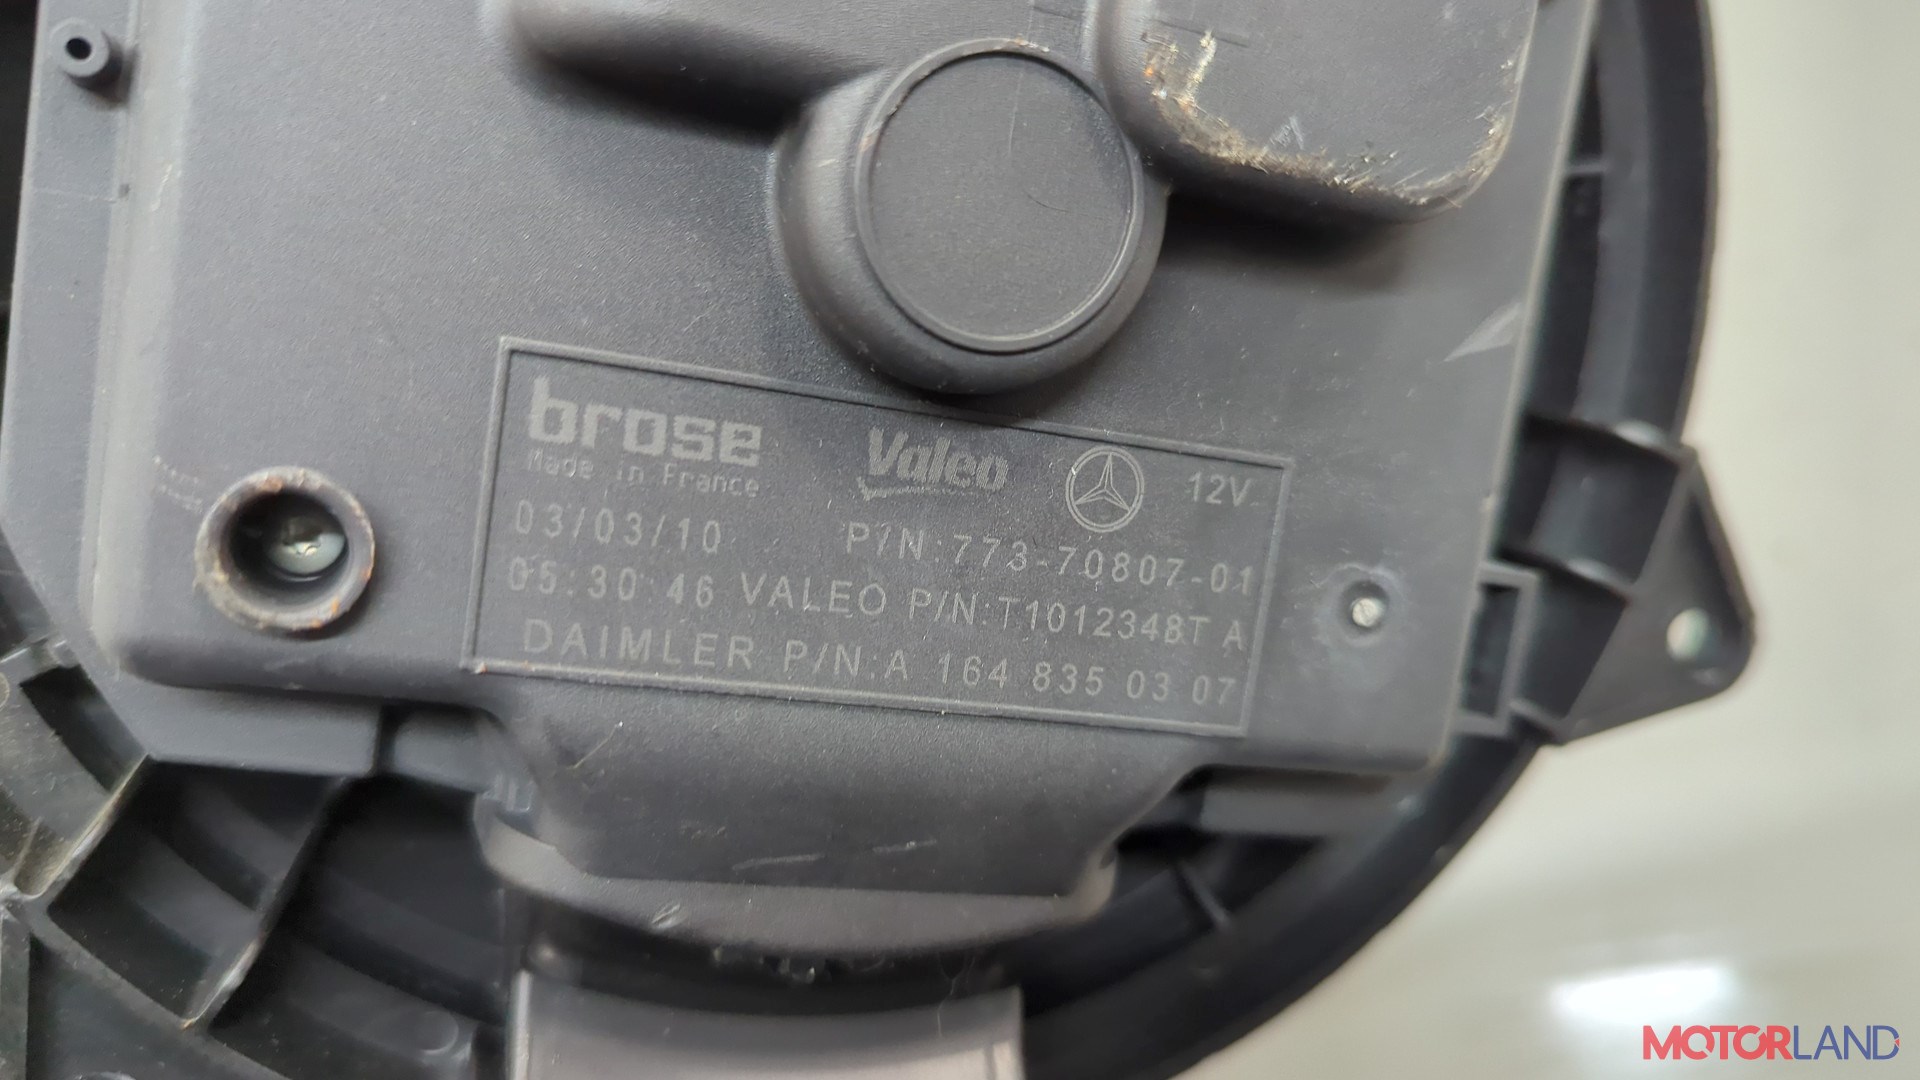 brose Valeo 12V
Made in France
03/03/10 P/N:773-70807-01
05:30:46 VALEO P/N:T1012348T A
DAIMLER P/N:A 164 835 03 07
MOTORLAND